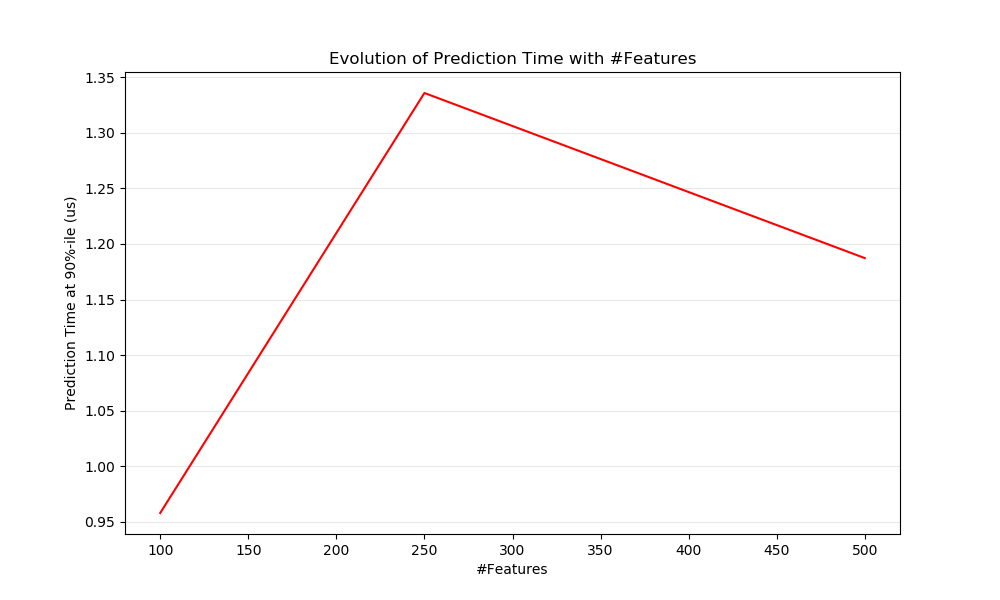 Evolution of Prediction Time with #Features
1.35
1.30
1.25
1.20
1.15
1.10
1.05
1.00
0.95
Prediction Time at 90%-ile (us)
100 150 200 250 300 350 400 450 500
#Features